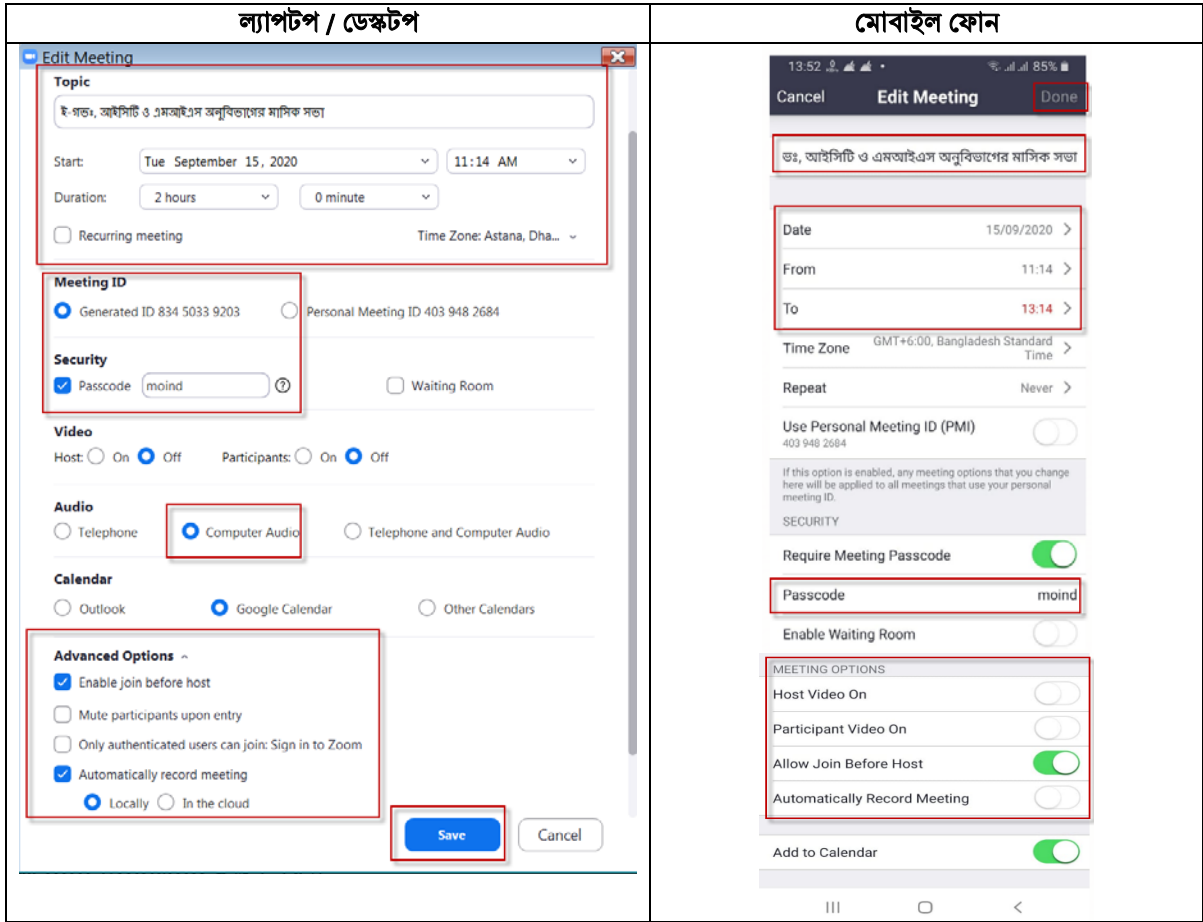 ল্যাপটপ / ডেস্কটপ
Edit Meeting
Topic
ই-গভঃ, আইসিটি ও এমআইএস অনুবিভাগের মাসিক সভা
Start: Tue September 15, 2020 11:14 AM
Duration: 2 hours 0 minute
Recurring meeting Time Zone: Astana, Dha...
Meeting ID
Generated ID 834 5033 9203 Personal Meeting ID 403 948 2684
Security
Passcode moind ? Waiting Room
Video
Host: On Off Participants: On Off
Audio
Telephone Computer Audio Telephone and Computer Audio
Calendar
Outlook Google Calendar Other Calendars
Advanced Options
Enable join before host
Mute participants upon entry
Only authenticated users can join: Sign in to Zoom
Automatically record meeting
Locally In the cloud
Save Cancel
মোবাইল ফোন
13:52 85%
Cancel Edit Meeting Done
ভঃ, আইসিটি ও এমআইএস অনুবিভাগের মাসিক সভা
Date 15/09/2020
From 11:14
To 13:14
Time Zone GMT+6:00, Bangladesh Standard
Time
Repeat Never
Use Personal Meeting ID (PMI)
403 948 2684
If this option is enabled, any meeting options that you change
here will be applied to all meetings that use your personal
meeting ID.
SECURITY
Require Meeting Passcode
Passcode moind
Enable Waiting Room
MEETING OPTIONS
Host Video On
Participant Video On
Allow Join Before Host
Automatically Record Meeting
Add to Calendar